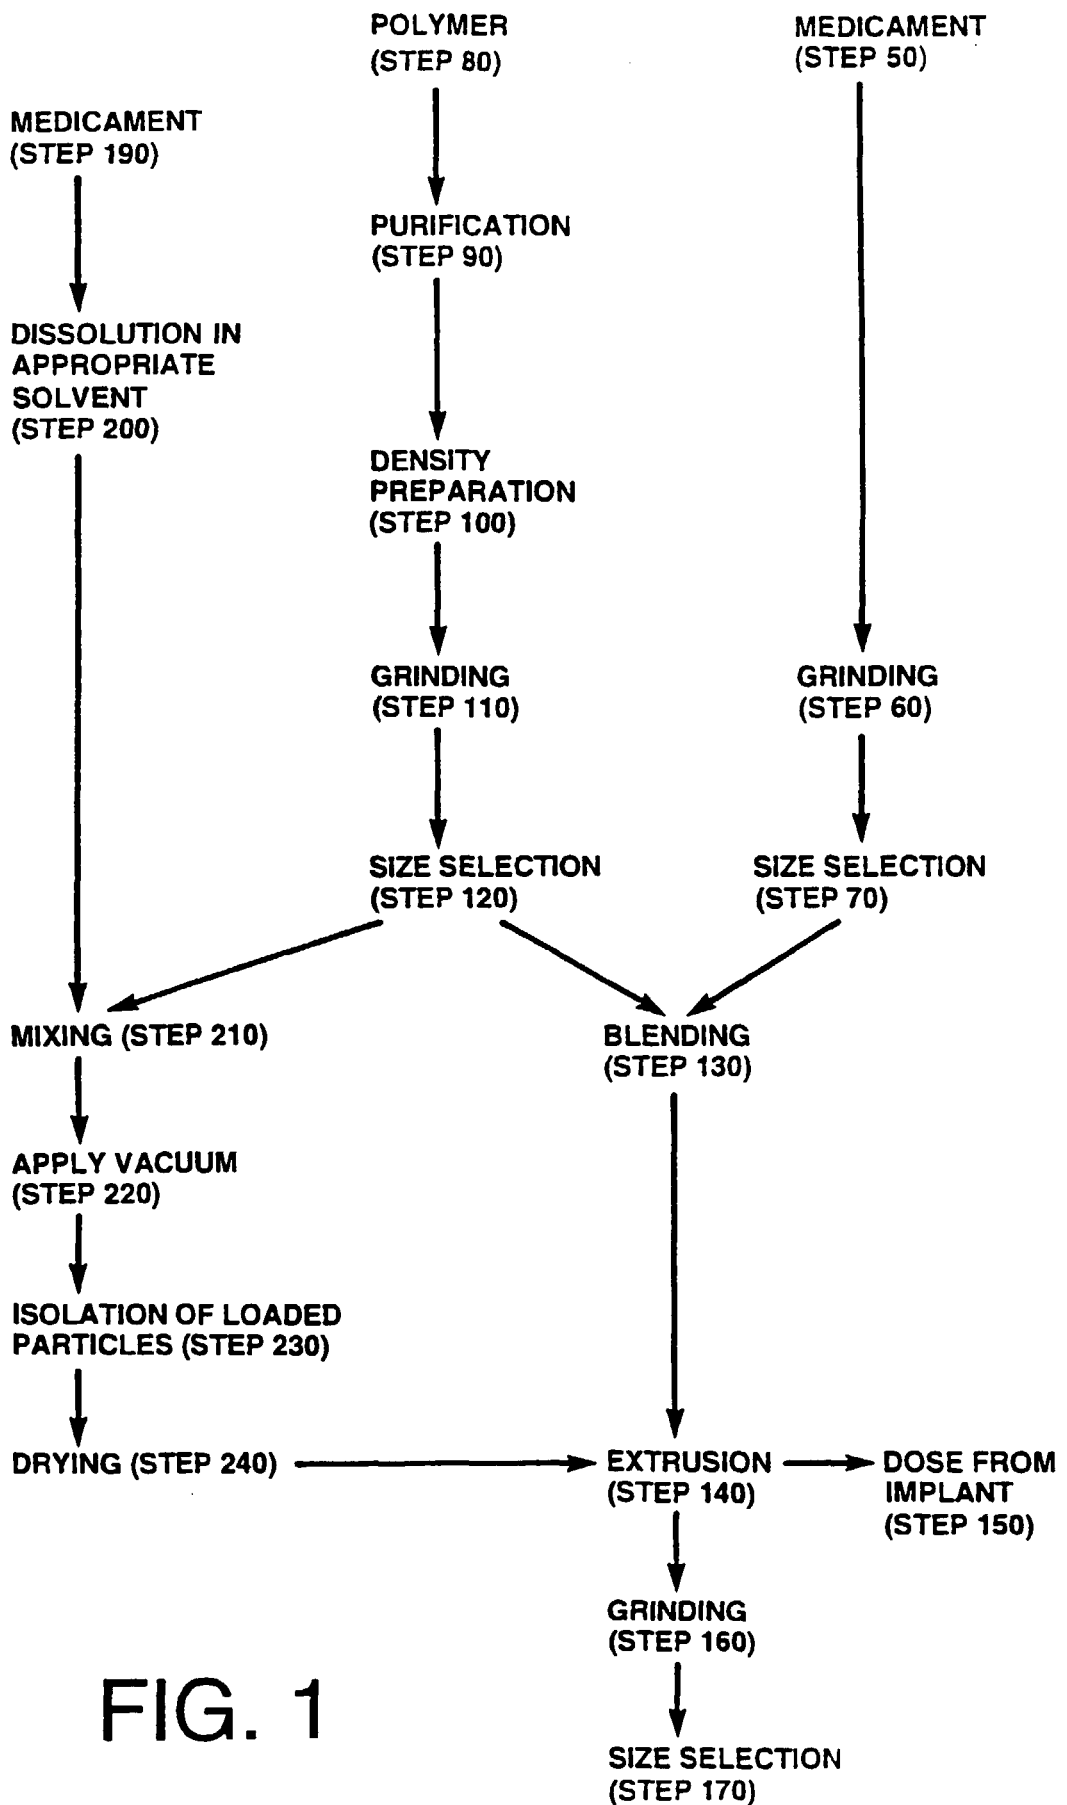 POLYMER
(STEP 80)
MEDICAMENT
(STEP 50)
MEDICAMENT
(STEP 190)
PURIFICATION
(STEP 90)
DISSOLUTION IN
APPROPRIATE
SOLVENT
(STEP 200)
DENSITY
PREPARATION
(STEP 100)
GRINDING
(STEP 110)
GRINDING
(STEP 60)
SIZE SELECTION
(STEP 120)
SIZE SELECTION
(STEP 70)
MIXING (STEP 210)
BLENDING
(STEP 130)
APPLY VACUUM
(STEP 220)
ISOLATION OF LOADED
PARTICLES (STEP 230)
DRYING (STEP 240)
EXTRUSION
(STEP 140)
DOSE FROM
IMPLANT
(STEP 150)
GRINDING
(STEP 160)
SIZE SELECTION
(STEP 170)
FIG. 1